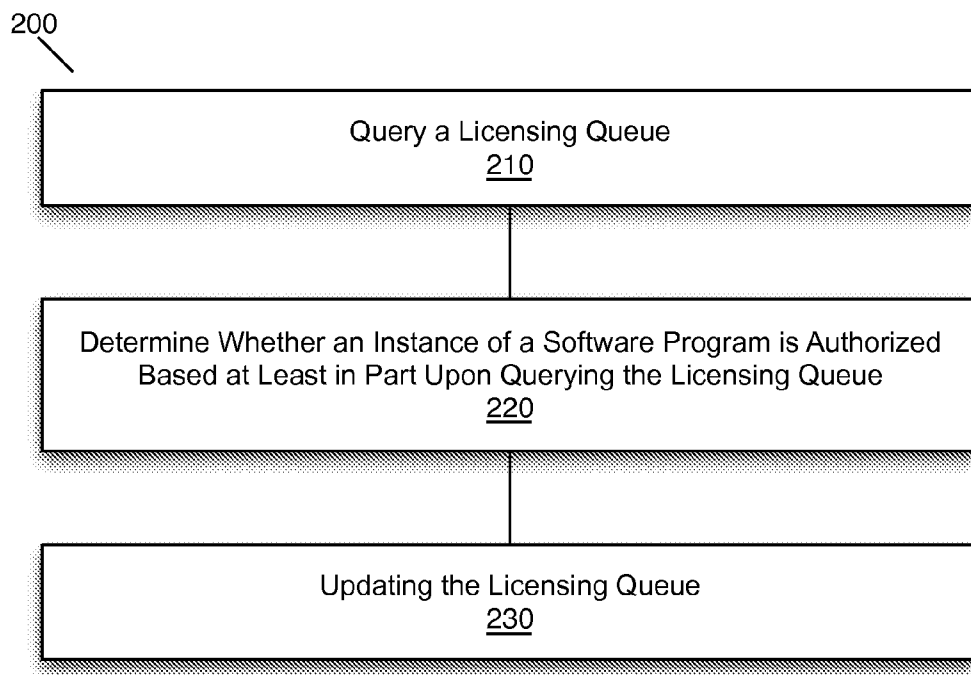 200
Query a Licensing Queue
210
Determine Whether an Instance of a Software Program is Authorized
Based at Least in Part Upon Querying the Licensing Queue
220
Updating the Licensing Queue
230